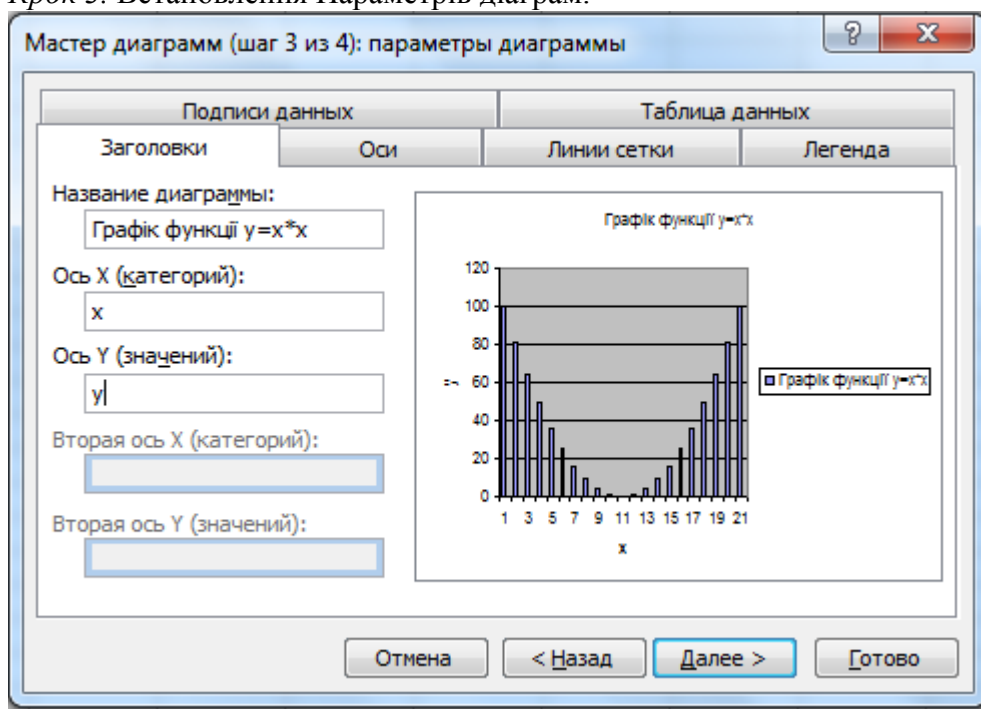 Крок 3. Встановлення Параметрів діаграм.
Мастер диаграмм (шаг 3 из 4): параметры диаграммы
Подписи данных
Таблица данных
Заголовки
Оси
Линии сетки
Легенда
Название диаграммы:
Графік функції y=x*x
Ось X (категорий):
x
Ось Y (значений):
y
Вторая ось X (категорий):
Вторая ось Y (значений):
Графік функції y=x*x
120
100
80
60
40
20
0
y
1 3 5 7 9 11 13 15 17 19 21
x
Графік функції y=x*x
Отмена
< Назад
Далее >
Готово